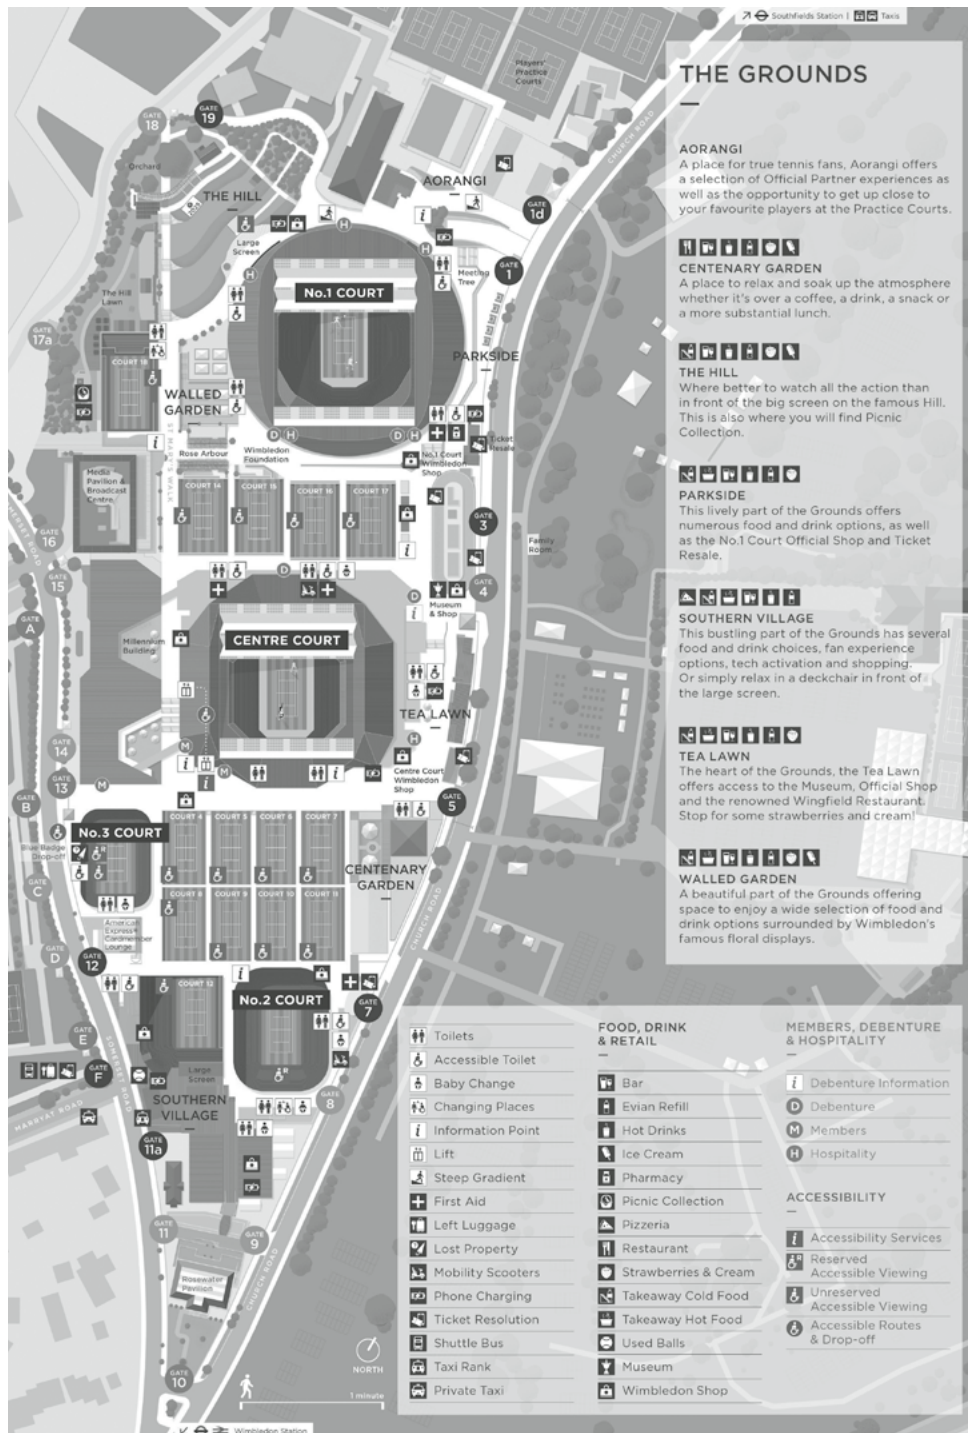 Southfields Station | Taxis
THE GROUNDS
AORANGI
A place for true tennis fans, Aorangi offers
a selection of Official Partner experiences as
well as the opportunity to get up close to
your favourite players at the Practice Courts.
CENTENARY GARDEN
A place to relax and soak up the atmosphere
whether it's over a coffee, a drink, a snack or
a more substantial lunch.
THE HILL
Where better to watch all the action than
in front of the big screen on the famous Hill.
This is also where you will find Picnic
Collection.
PARKSIDE
This lively part of the Grounds offers
numerous food and drink options, as well
as the No.1 Court Official Shop and Ticket
Resale.
SOUTHERN VILLAGE
This bustling part of the Grounds has several
food and drink choices, fan experience
options, tech activation and shopping.
Or simply relax in a deckchair in front of
the large screen.
TEA LAWN
The heart of the Grounds, the Tea Lawn
offers access to the Museum, Official Shop
and the renowned Wingfield Restaurant.
Stop for some strawberries and cream!
WALLED GARDEN
A beautiful part of the Grounds offering
space to enjoy a wide selection of food and
drink options surrounded by Wimbledon's
famous floral displays.
Players'
Practice
Courts
CHURCH ROAD
GATE
19
GATE
18
Orchard
THE HILL
AORANGI
GATE
1d
Large
Screen
H
H
H
GATE
1
Meeting
Tree
The Hill
Lawn
No.1 COURT
GATE
17a
COURT 18
PARKSIDE
WALLED
GARDEN
ST MARY'S WALK
D H
D H
Ticket
Resale
Rose Arbour
Wimbledon
Foundation
No.1 Court
Wimbledon
Shop
Media
Pavilion &
Broadcast
Centre
COURT 14
COURT 15
COURT 16
COURT 17
SOMERSET ROAD
GATE
16
GATE
3
Family
Room
GATE
15
D
GATE
4
D
Museum
& Shop
GATE
A
Millennium
Building
CENTRE COURT
TEA LAWN
GATE
14
M
H
M
Centre Court
Wimbledon
Shop
GATE
13
M
GATE
B
GATE
5
No.3 COURT
COURT 4
COURT 5
COURT 6
COURT 7
Blue Badge
Drop-off
CENTENARY
GARDEN
GATE
C
COURT 8
COURT 9
COURT 10
COURT 11
CHURCH ROAD
American
Express®
Cardmember
Lounge
GATE
D
GATE
12
COURT 12
No.2 COURT
GATE
7
GATE
E
SOMERSET ROAD
GATE
F
Large
Screen
MARRYAT ROAD
SOUTHERN
VILLAGE
GATE
8
GATE
11a
GATE
11
GATE
9
Rosewater
Pavilion
CHURCH ROAD
GATE
10
NORTH
1 minute
Wimbledon Station
Toilets
Accessible Toilet
Baby Change
Changing Places
Information Point
Lift
Steep Gradient
First Aid
Left Luggage
Lost Property
Mobility Scooters
Phone Charging
Ticket Resolution
Shuttle Bus
Taxi Rank
Private Taxi
FOOD, DRINK
& RETAIL
Bar
Evian Refill
Hot Drinks
Ice Cream
Pharmacy
Picnic Collection
Pizzeria
Restaurant
Strawberries & Cream
Takeaway Cold Food
Takeaway Hot Food
Used Balls
Museum
Wimbledon Shop
MEMBERS, DEBENTURE
& HOSPITALITY
Debenture Information
D Debenture
M Members
H Hospitality
ACCESSIBILITY
Accessibility Services
Reserved
Accessible Viewing
Unreserved
Accessible Viewing
Accessible Routes
& Drop-off